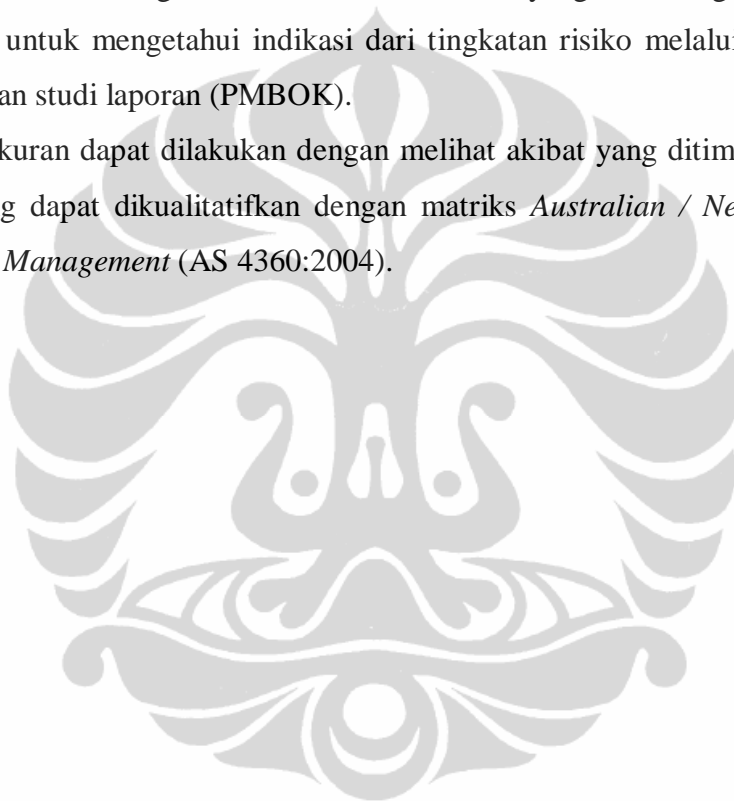 untuk mengetahui indikasi dari tingkatan risiko melalui
an studi laporan (PMBOK).
kuran dapat dilakukan dengan melihat akibat yang ditim
g dapat dikualitatifkan dengan matriks Australian / Ne
Management (AS 4360:2004).